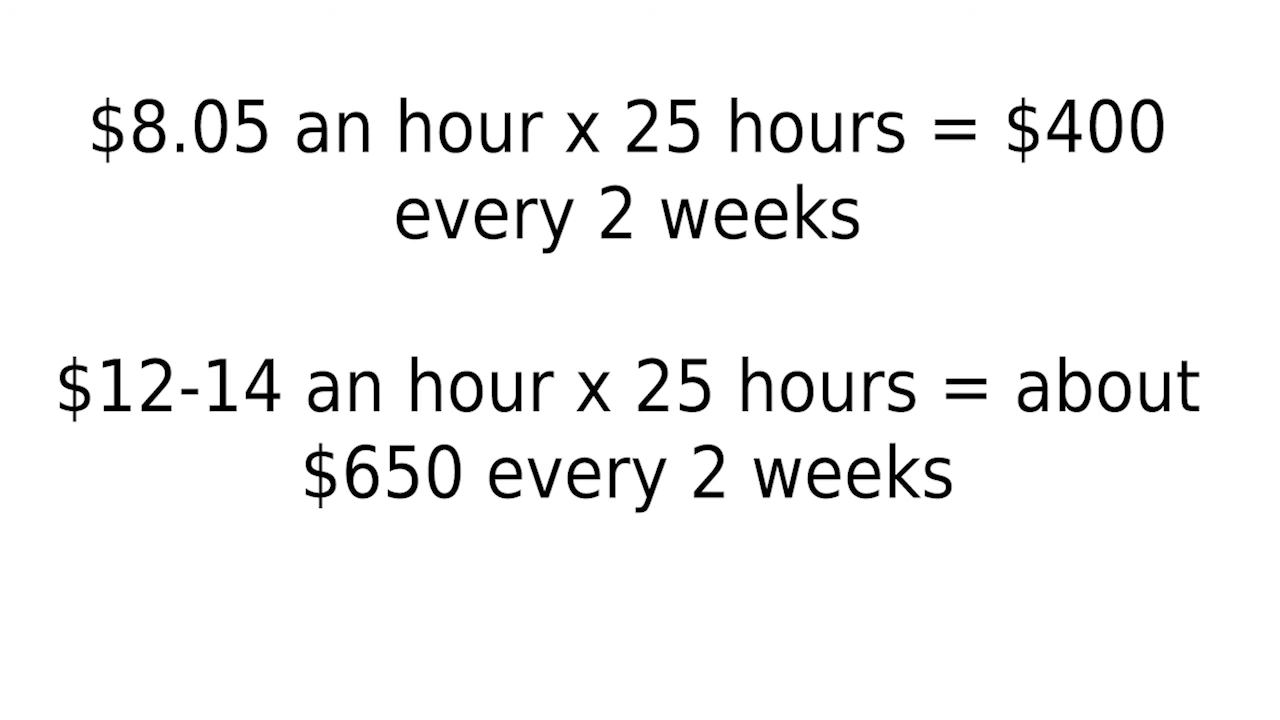 $8.05 an hour x 25 hours = $400
every 2 weeks
$12-14 an hour x 25 hours = about
$650 every 2 weeks